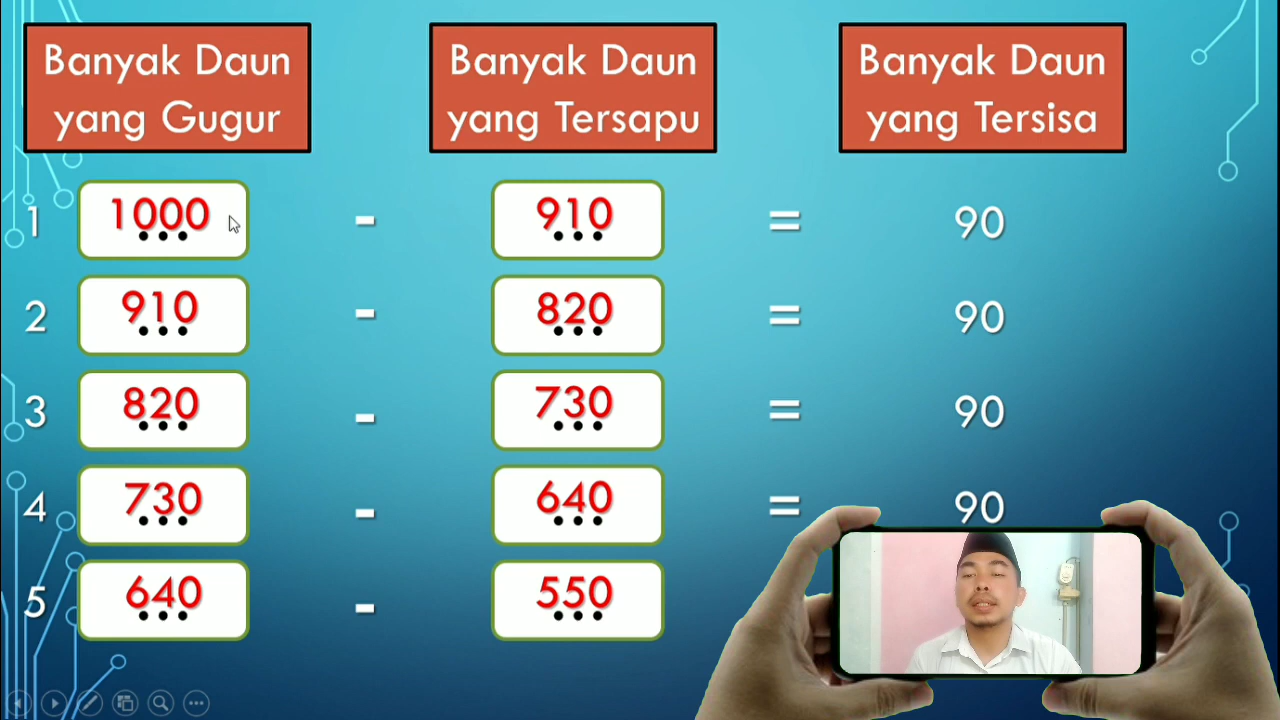 Banyak Daun
yang Gugur
Banyak Daun
yang Tersapu
Banyak Daun
yang Tersisa
1 1000 - 910 = 90
2 910 - 820 = 90
3 820 - 730 = 90
4 730 - 640 = 90
5 640 - 550